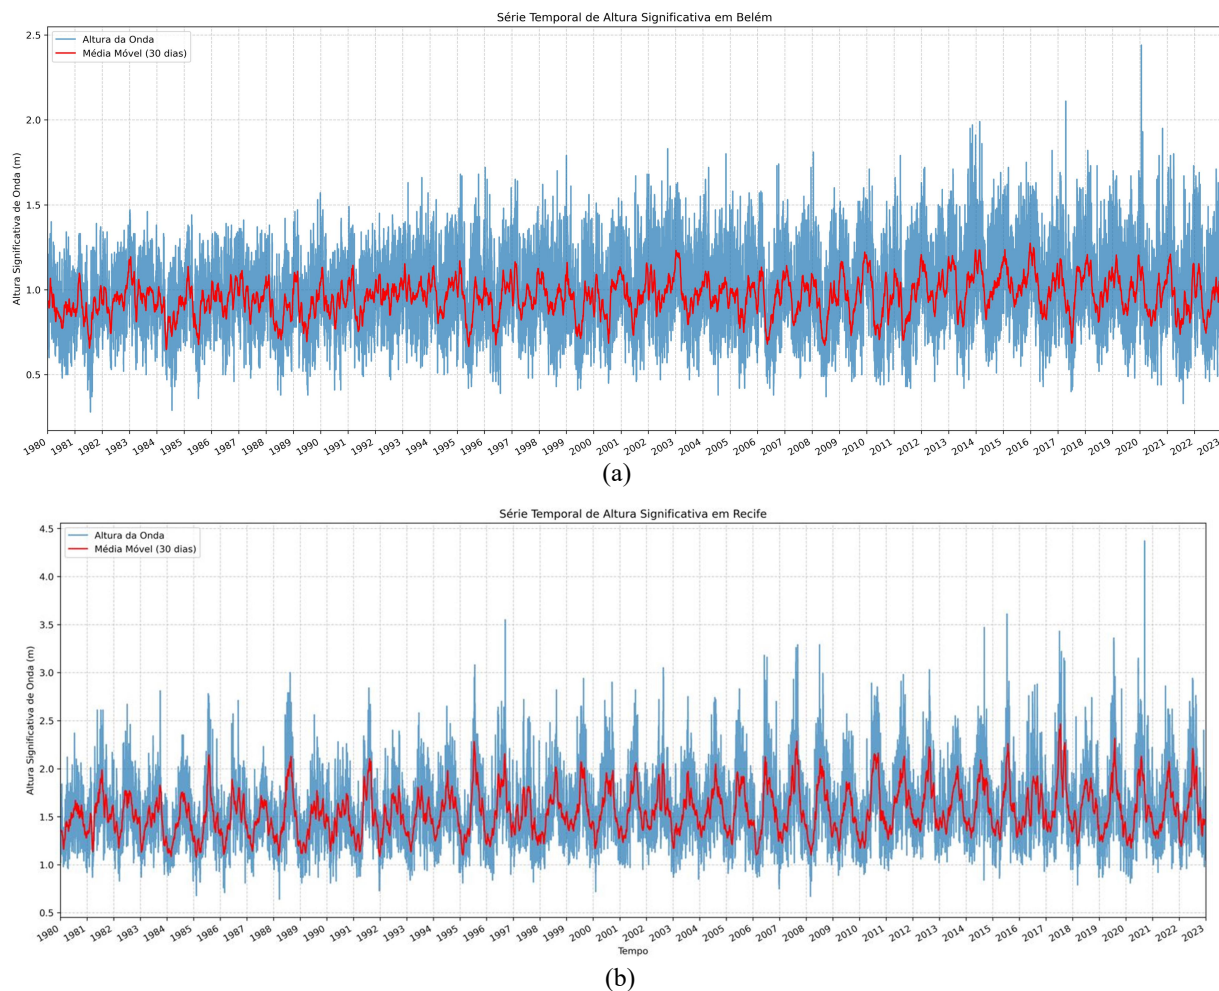 Série Temporal de Altura Significativa em Belém
Altura da Onda
Média Móvel (30 dias)
Altura Significativa de Onda (m)
2.5
2.0
1.5
1.0
0.5
1980 1981 1982 1983 1984 1985 1986 1987 1988 1989 1990 1991 1992 1993 1994 1995 1996 1997 1998 1999 2000 2001 2002 2003 2004 2005 2006 2007 2008 2009 2010 2011 2012 2013 2014 2015 2016 2017 2018 2019 2020 2021 2022 2023
(a)
Série Temporal de Altura Significativa em Recife
Altura da Onda
Média Móvel (30 dias)
Altura Significativa de Onda (m)
4.5
4.0
3.5
3.0
2.5
2.0
1.5
1.0
0.5
1980 1981 1982 1983 1984 1985 1986 1987 1988 1989 1990 1991 1992 1993 1994 1995 1996 1997 1998 1999 2000 2001 2002 2003 2004 2005 2006 2007 2008 2009 2010 2011 2012 2013 2014 2015 2016 2017 2018 2019 2020 2021 2022 2023
Tempo
(b)